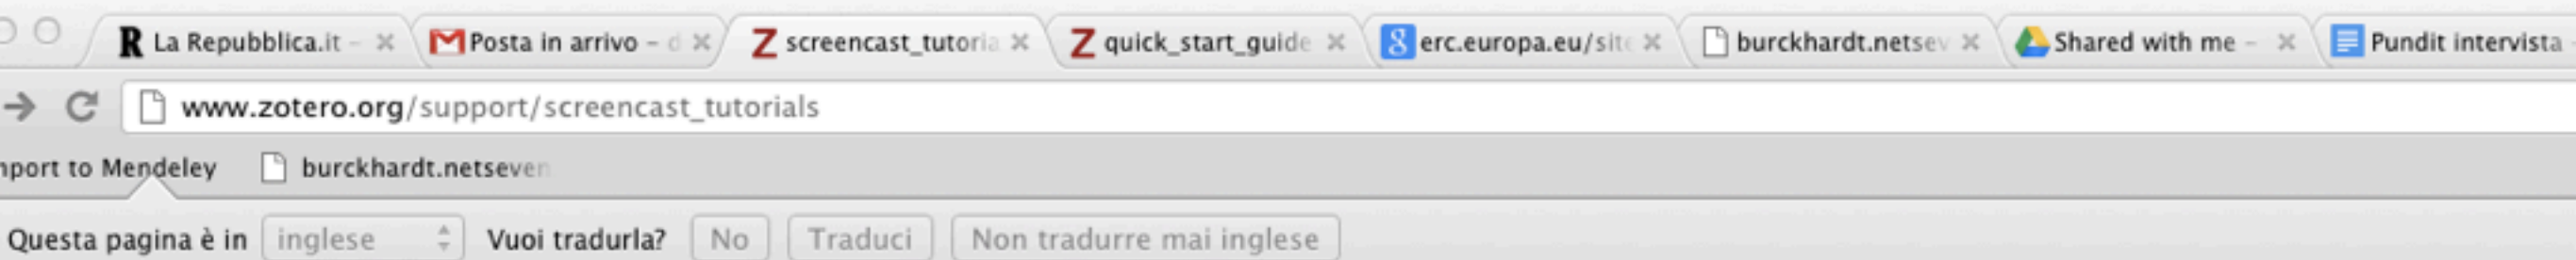 La Repubblica.it – Posta in arrivo – d screencast_tutoria quick_start_guide erc.europa.eu/site burckhardt.netsev Shared with me – Pundit intervista
www.zotero.org/support/screencast_tutorials
mport to Mendeley burckhardt.netseven
Questa pagina è in inglese Vuoi tradurla? No Traduci Non tradurre mai inglese